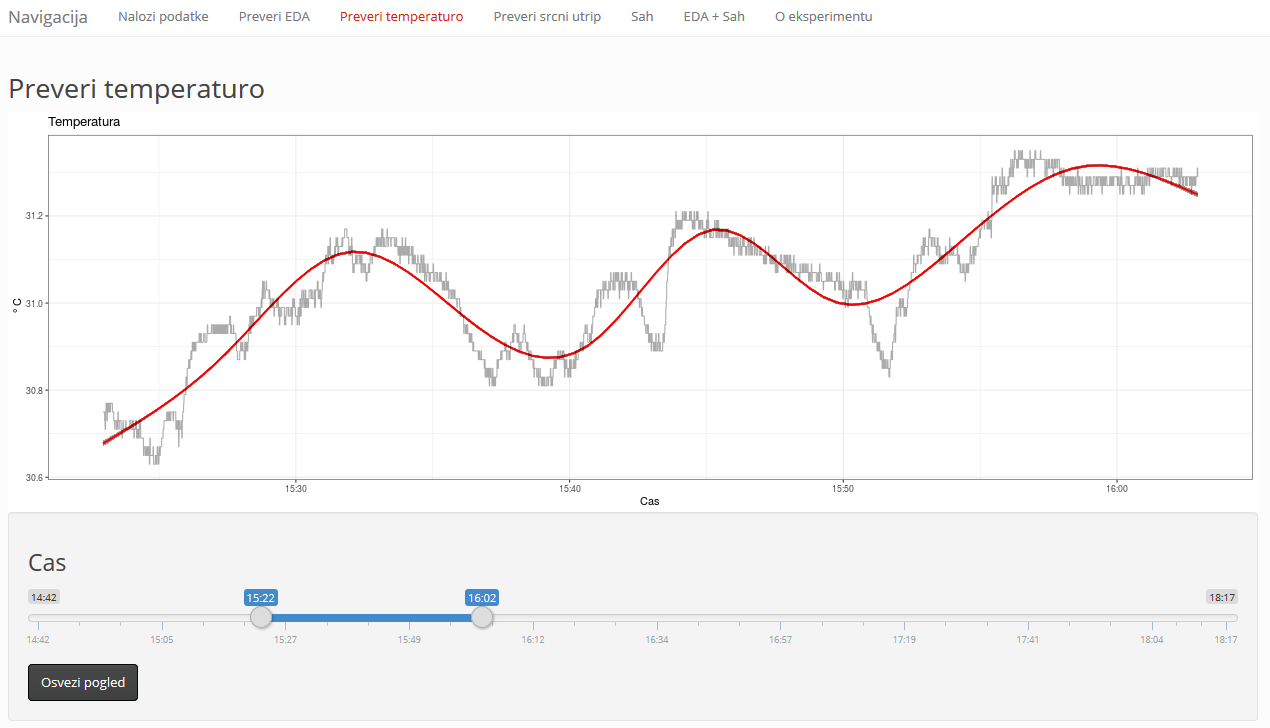 Navigacija Nalozi podatke Preveri EDA Preveri temperaturo Preveri srcni utrip Sah EDA + Sah O eksperimentu
Preveri temperaturo
Temperatura
31.2
31.0
° C
30.8
30.6
15:30 15:40 15:50 16:00
Cas
Cas
14:42 15:22 16:02 18:17
14:42 15:05 15:27 15:49 16:12 16:34 16:57 17:19 17:41 18:04 18:17
Osvezi pogled